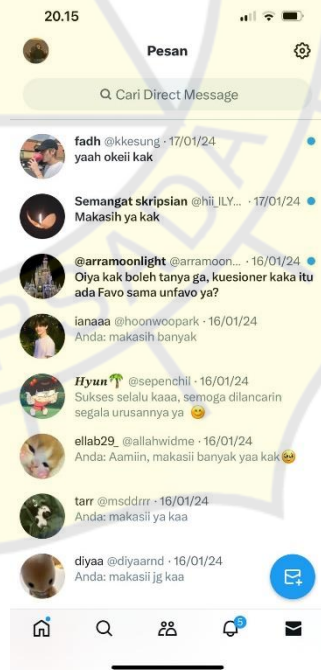 20.15
Pesan
Cari Direct Message
fadh @kkesung · 17/01/24
yaah okeii kak
Semangat skripsian @hii_ILY... · 17/01/24
Makasih ya kak
@arramoonlight @arramoon... · 16/01/24
Oiya kak boleh tanya ga, kuesioner kaka itu
ada Favo sama unfavo ya?
ianaaa @hoonwoopark · 16/01/24
Anda: makasih banyak
Hyun🌴 @sepenchil · 16/01/24
Sukses selalu kaaa, semoga dilancarin
segala urusannya ya 😊
ellab29_ @allahwidme · 16/01/24
Anda: Aamiin, makasii banyak yaa kak🥹
tarr @msddrrr · 16/01/24
Anda: makasii ya kaa
diyaa @diyaarnd · 16/01/24
Anda: makasii jg kaa
5